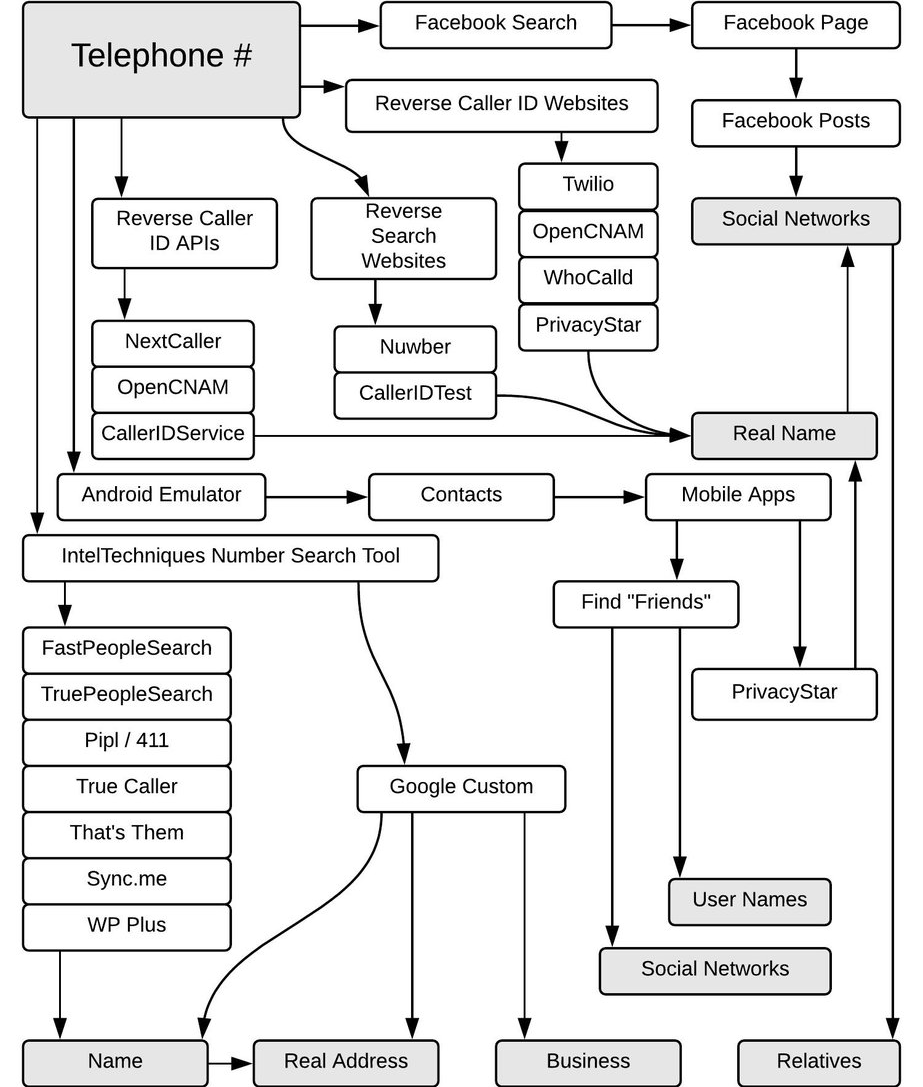 Telephone #
Facebook Search
Facebook Page
Reverse Caller ID Websites
Facebook Posts
Twilio
OpenCNAM
WhoCalld
PrivacyStar
Social Networks
Reverse Caller
ID APIs
Reverse
Search
Websites
NextCaller
OpenCNAM
CallerIDService
Nuwber
CallerIDTest
Real Name
Android Emulator
Contacts
Mobile Apps
IntelTechniques Number Search Tool
Find "Friends"
PrivacyStar
FastPeopleSearch
TruePeopleSearch
Pipl / 411
True Caller
That's Them
Sync.me
WP Plus
Google Custom
User Names
Social Networks
Name
Real Address
Business
Relatives